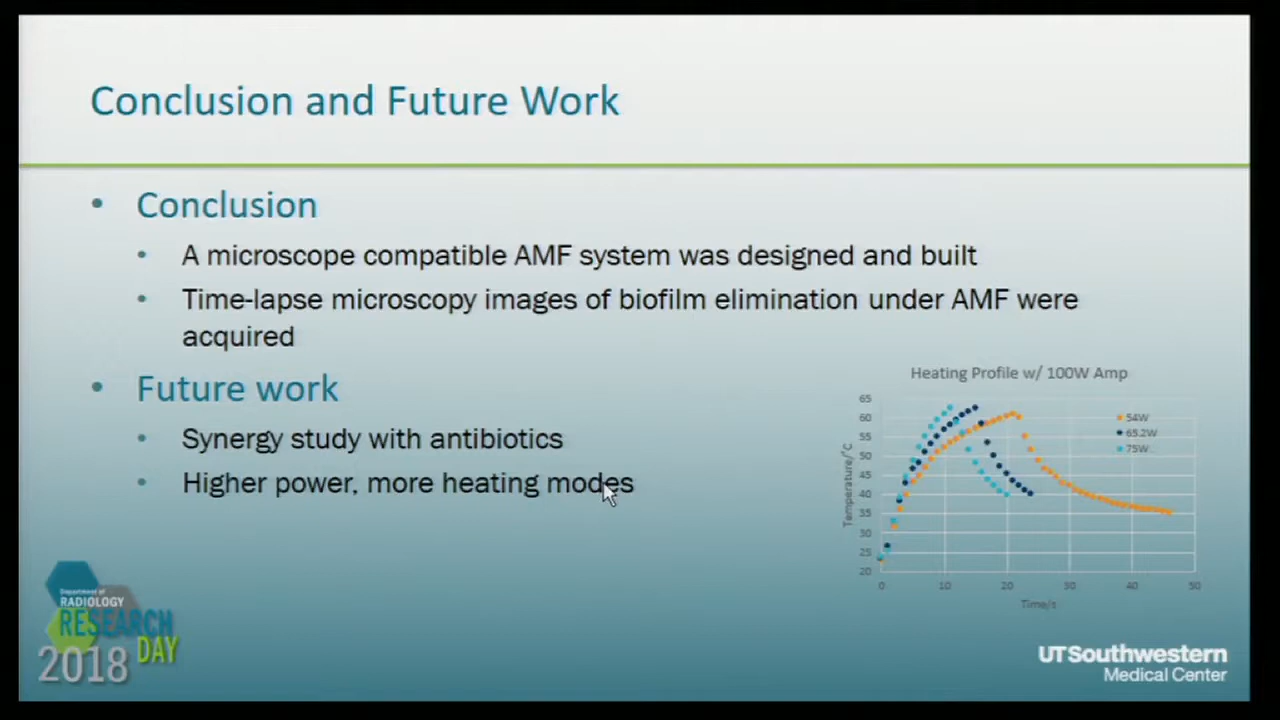 Conclusion and Future Work
• Conclusion
• A microscope compatible AMF system was designed and built
• Time-lapse microscopy images of biofilm elimination under AMF were
acquired
• Future work
• Synergy study with antibiotics
• Higher power, more heating modes
Heating Profile w/ 100W Amp
65
60
55
50
45
40
35
30
25
20
Temperature/°C
54W
65.2W
75W
0 10 20 30 40 50
Time/s
Department of
RADIOLOGY
RESEARCH
DAY
2018
UTSouthwestern
Medical Center